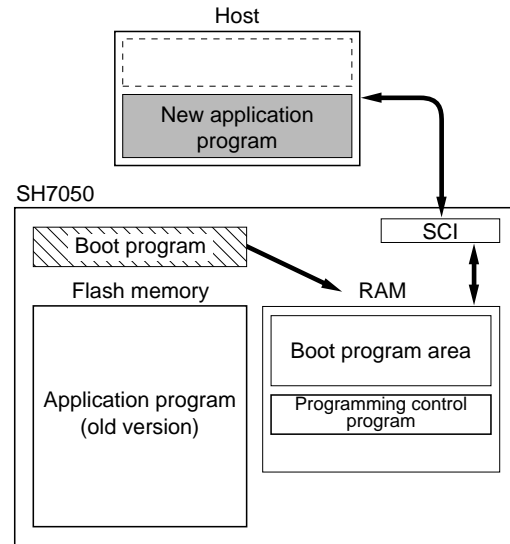 Host
New application
program
SH7050
SCI
Boot program
Flash memory
RAM
Boot program area
Application program
(old version)
Programming control
program